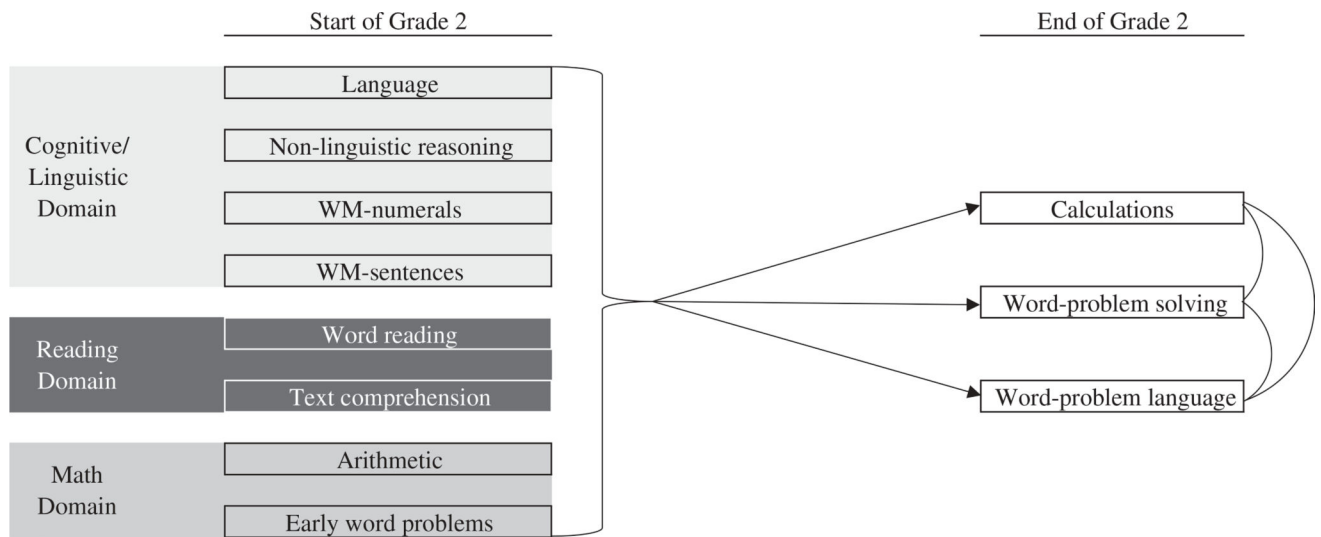 Start of Grade 2
End of Grade 2
Cognitive/
Linguistic
Domain
Language
Non-linguistic reasoning
WM-numerals
WM-sentences
Reading
Domain
Word reading
Text comprehension
Math
Domain
Arithmetic
Early word problems
Calculations
Word-problem solving
Word-problem language